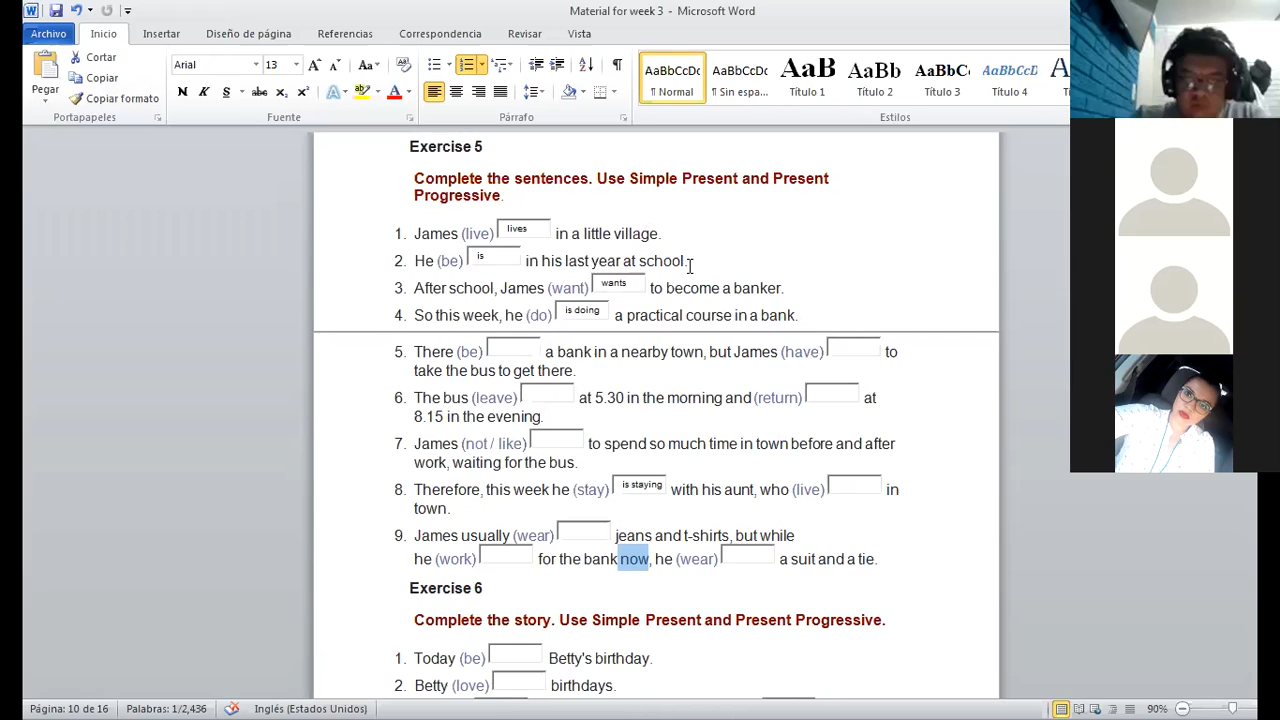 Material for week 3 - Microsoft Word
Archivo Inicio Insertar Diseño de página Referencias Correspondencia Revisar Vista
Cortar
Copiar
Copiar formato
Pegar
Portapapeles
Arial 13
Aa
N K S abc x₂ x² A A
Fuente
Párrafo
AaBbCcDc AaBbCcDc AaB AaBbC AaBbC AaBbCcD AaBbCcDc
¶ Normal ¶ Sin espa... Título 1 Título 2 Título 3 Título 4
Estilos
Exercise 5
Complete the sentences. Use Simple Present and Present
Progressive.
1. James (live) lives in a little village.
2. He (be) is in his last year at school.
3. After school, James (want) wants to become a banker.
4. So this week, he (do) is doing a practical course in a bank.
5. There (be) a bank in a nearby town, but James (have) to
take the bus to get there.
6. The bus (leave) at 5.30 in the morning and (return) at
8.15 in the evening.
7. James (not / like) to spend so much time in town before and after
work, waiting for the bus.
8. Therefore, this week he (stay) is staying with his aunt, who (live) in
town.
9. James usually (wear) jeans and t-shirts, but while
he (work) for the bank now, he (wear) a suit and a tie.
Exercise 6
Complete the story. Use Simple Present and Present Progressive.
1. Today (be) Betty's birthday.
2. Betty (love) birthdays.
Página: 10 de 16 Palabras: 1/2,436 Inglés (Estados Unidos) 90%